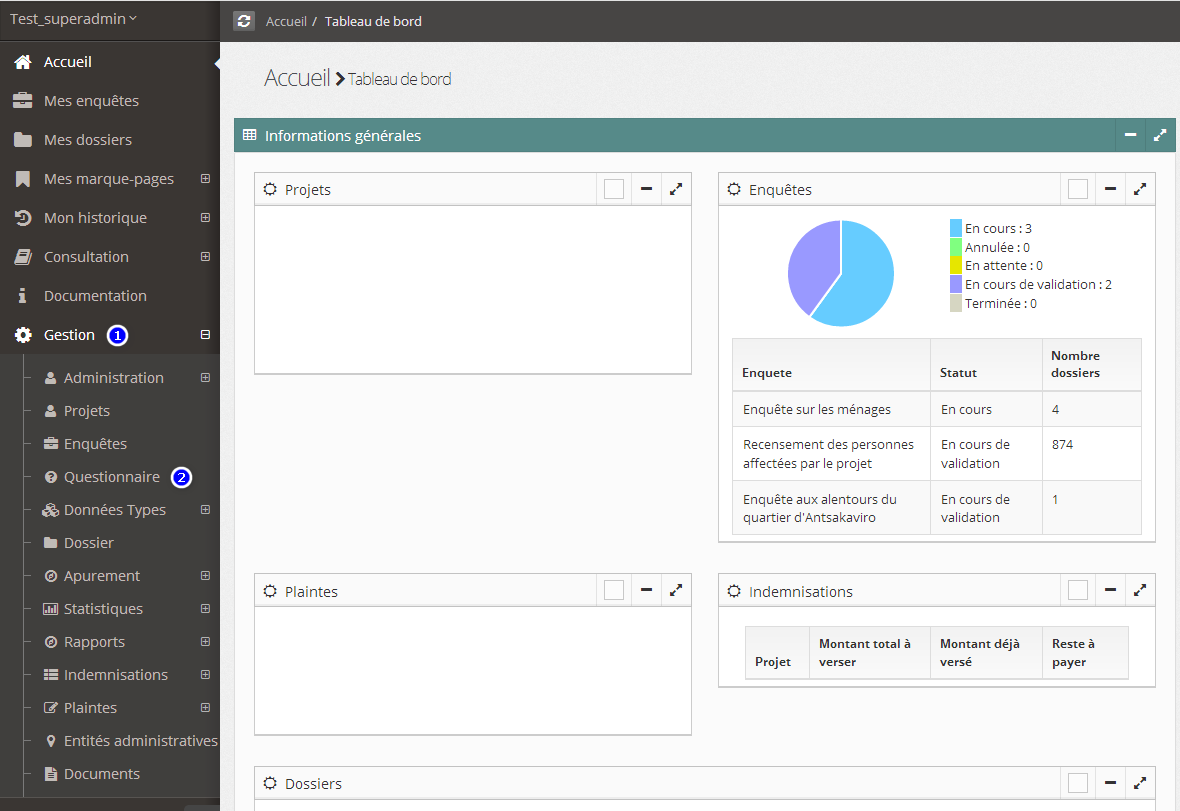 Test_superadmin
Accueil / Tableau de bord
Accueil
Mes enquêtes
Mes dossiers
Mes marque-pages
Mon historique
Consultation
Documentation
Gestion 1
Administration
Projets
Enquêtes
Questionnaire 2
Données Types
Dossier
Apurement
Statistiques
Rapports
Indemnisations
Plaintes
Entités administratives
Documents
Accueil Tableau de bord
Informations générales
Projets
Enquêtes
En cours : 3
Annulée : 0
En attente : 0
En cours de validation : 2
Terminée : 0
Enquete Statut Nombre dossiers
Enquête sur les ménages En cours 4
Recensement des personnes affectées par le projet En cours de validation 874
Enquête aux alentours du quartier d'Antsakaviro En cours de validation 1
Plaintes
Indemnisations
Projet Montant total à verser Montant déjà versé Reste à payer
Dossiers